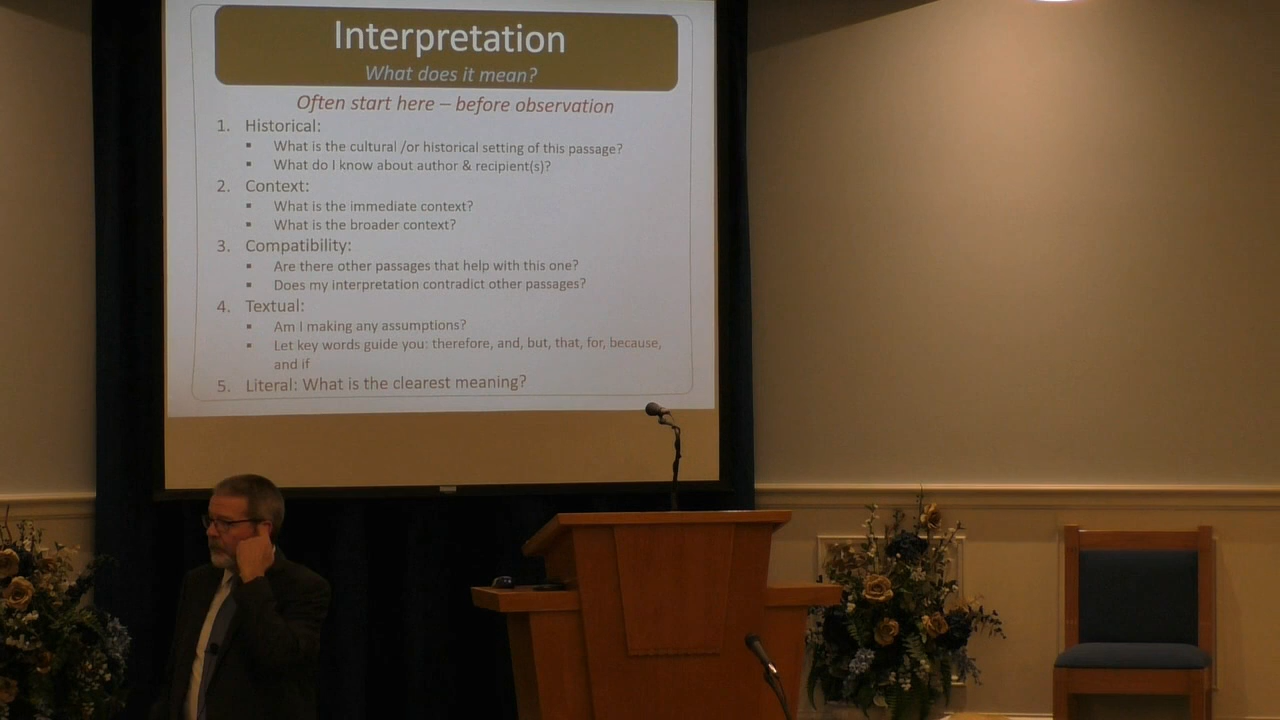 Interpretation
What does it mean?
Often start here – before observation
1. Historical:
▪ What is the cultural /or historical setting of this passage?
▪ What do I know about author & recipient(s)?
2. Context:
▪ What is the immediate context?
▪ What is the broader context?
3. Compatibility:
▪ Are there other passages that help with this one?
▪ Does my interpretation contradict other passages?
4. Textual:
▪ Am I making any assumptions?
▪ Let key words guide you: therefore, and, but, that, for, because,
and if
5. Literal: What is the clearest meaning?